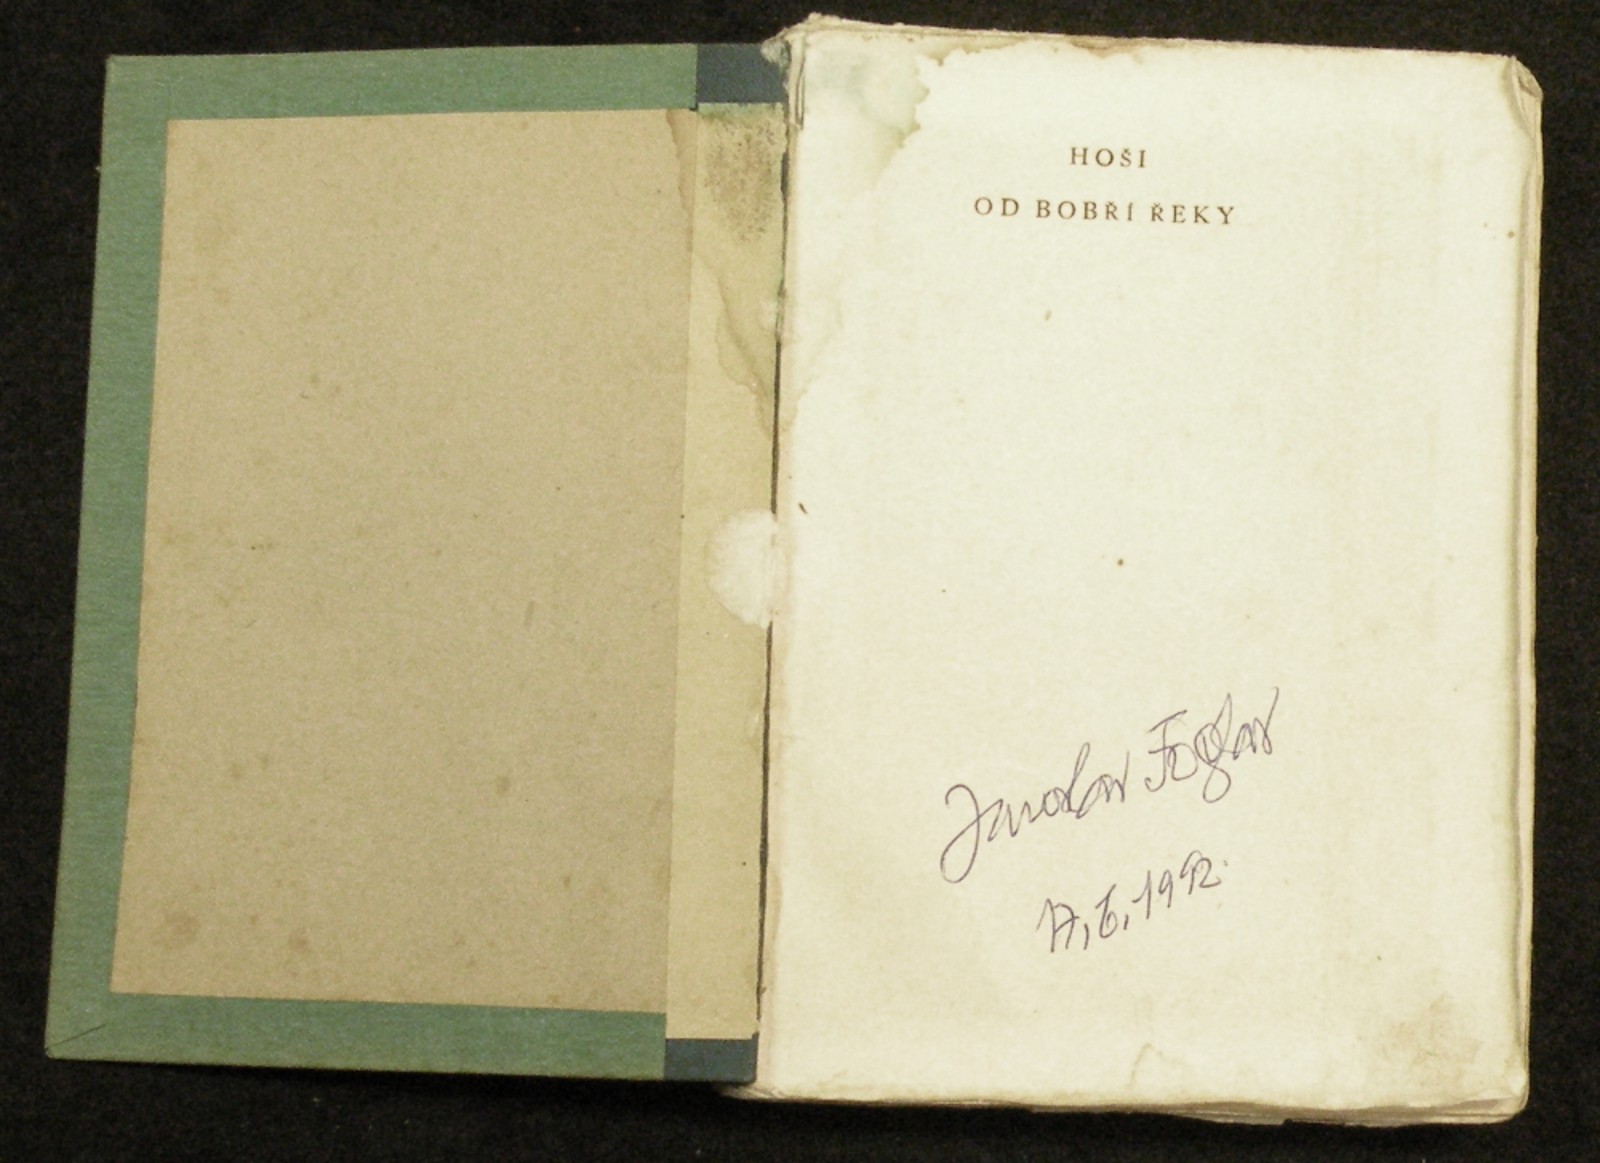 HOŠI
OD BOBŘÍ ŘEKY
Jaroslav Foglar
17.6.1992.